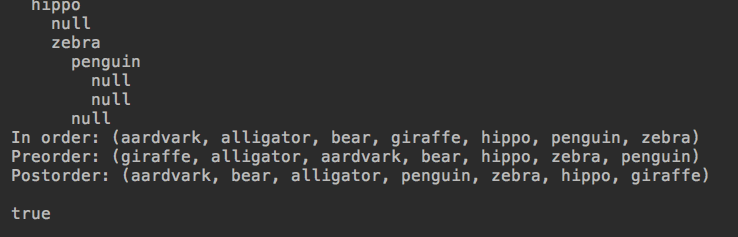 hippo
null
zebra
penguin
null
null
null
In order: (aardvark, alligator, bear, giraffe, hippo, penguin, zebra)
Preorder: (giraffe, alligator, aardvark, bear, hippo, zebra, penguin)
Postorder: (aardvark, bear, alligator, penguin, zebra, hippo, giraffe)
true